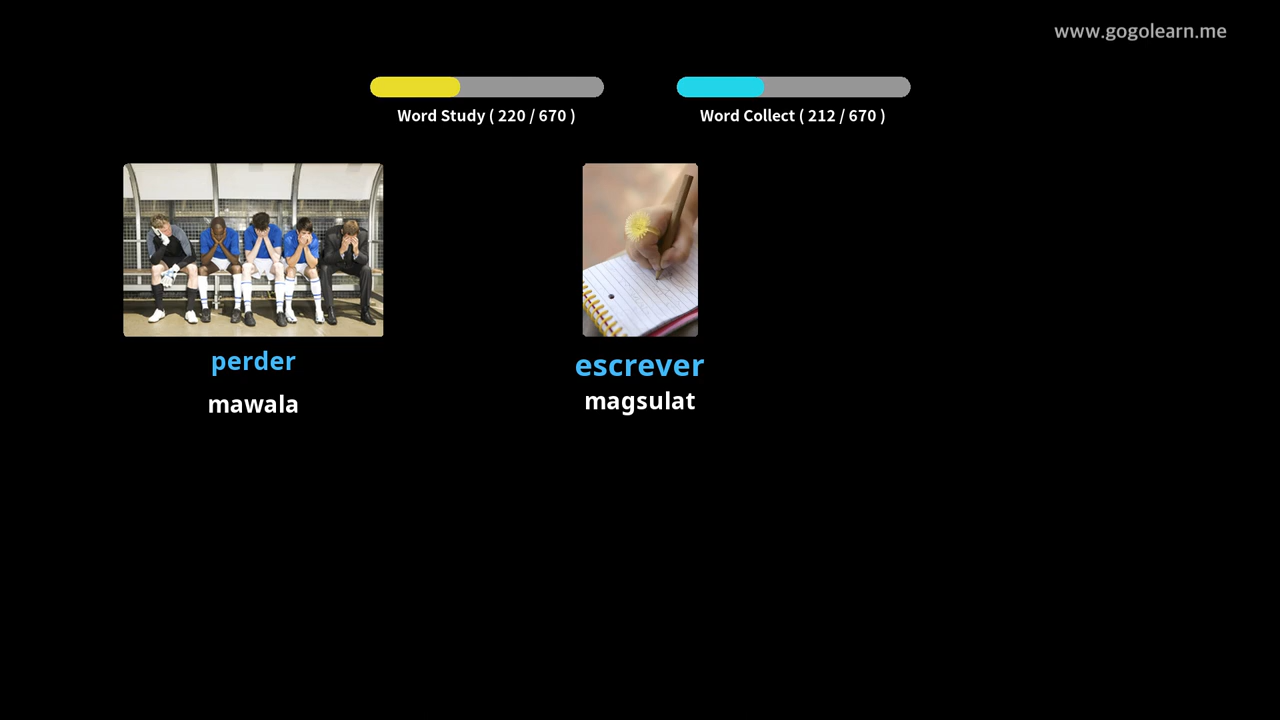 www.gogolearn.me
Word Study ( 220 / 670 )
Word Collect ( 212 / 670 )
perder
mawala
escrever
magsulat